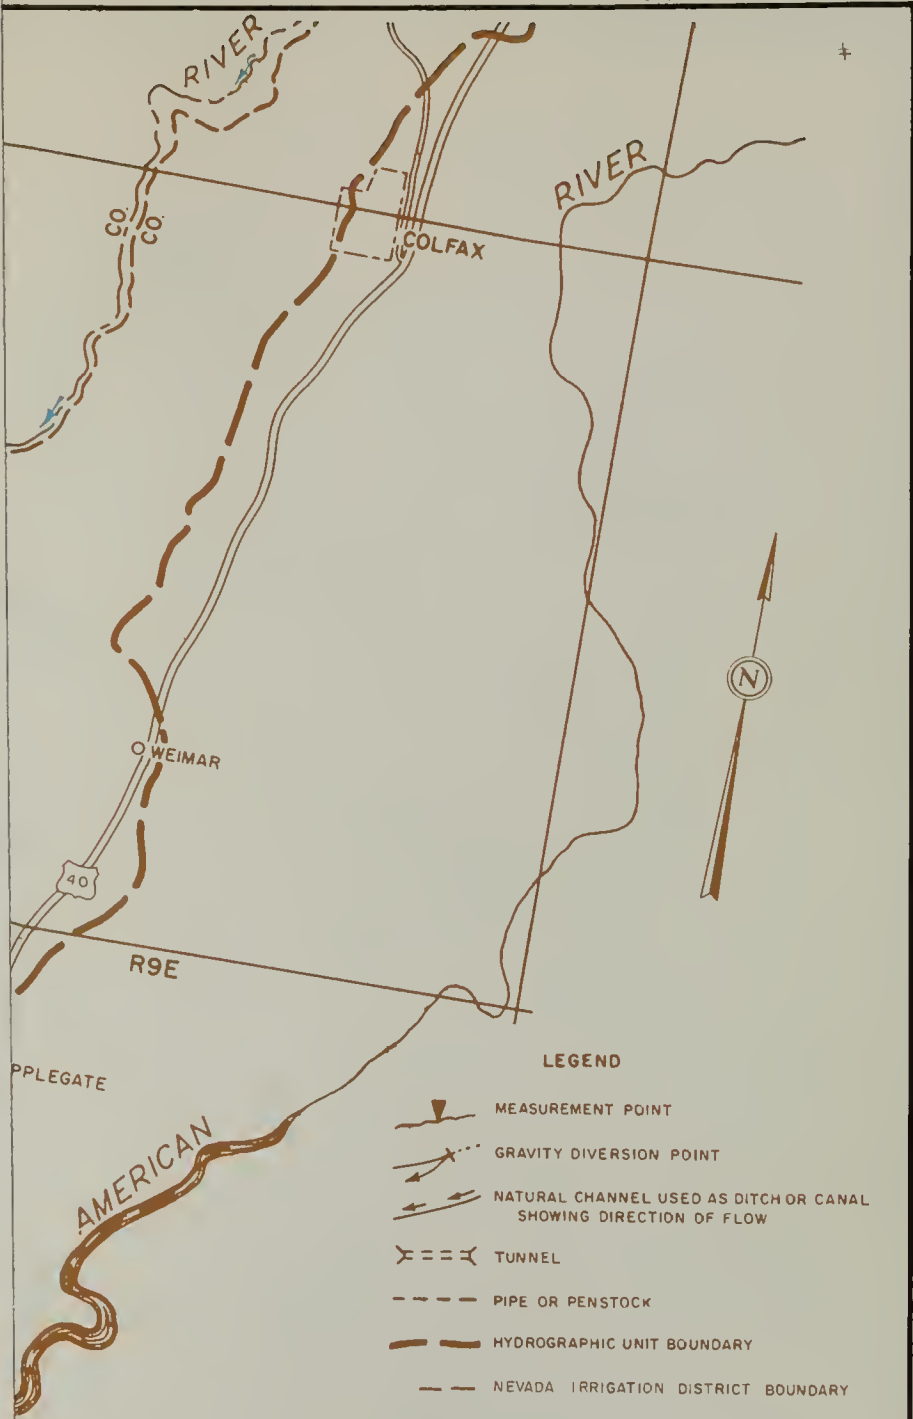 RIVER
RIVER
CO.
CO.
COLFAX
N
WEIMAR
40
R9E
PPLEGATE
AMERICAN
LEGEND
MEASUREMENT POINT
GRAVITY DIVERSION POINT
NATURAL CHANNEL USED AS DITCH OR CANAL
SHOWING DIRECTION OF FLOW
TUNNEL
PIPE OR PENSTOCK
HYDROGRAPHIC UNIT BOUNDARY
NEVADA IRRIGATION DISTRICT BOUNDARY